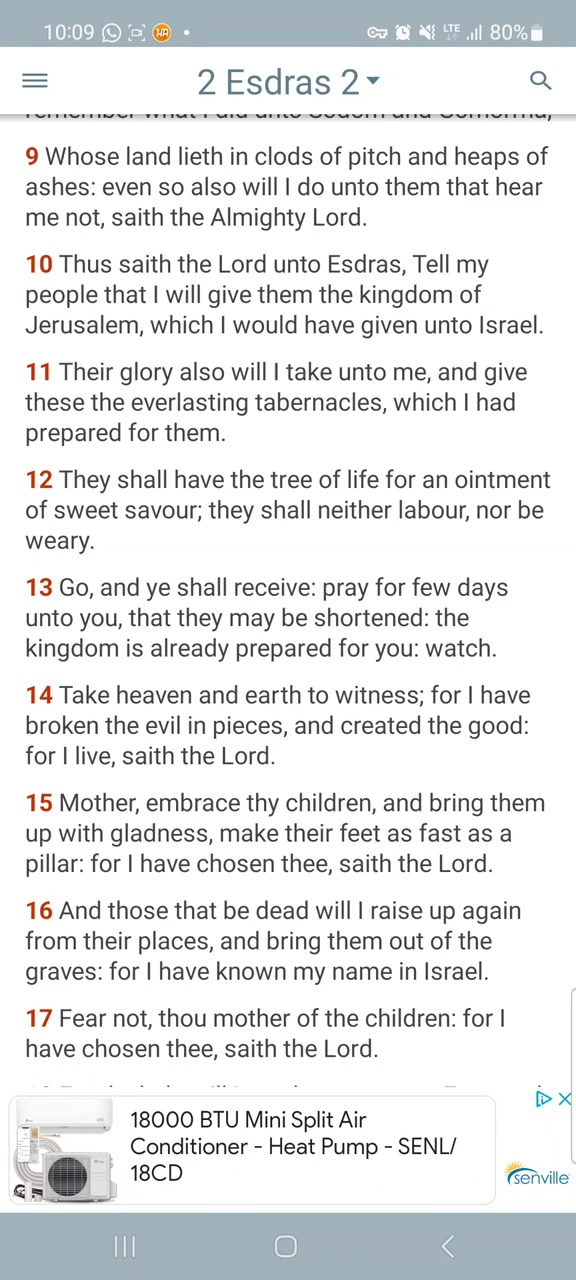 10:09
LTE
80%
2 Esdras 2
remember what I did unto Sodom and Gomorrha,
9 Whose land lieth in clods of pitch and heaps of
ashes: even so also will I do unto them that hear
me not, saith the Almighty Lord.
10 Thus saith the Lord unto Esdras, Tell my
people that I will give them the kingdom of
Jerusalem, which I would have given unto Israel.
11 Their glory also will I take unto me, and give
these the everlasting tabernacles, which I had
prepared for them.
12 They shall have the tree of life for an ointment
of sweet savour; they shall neither labour, nor be
weary.
13 Go, and ye shall receive: pray for few days
unto you, that they may be shortened: the
kingdom is already prepared for you: watch.
14 Take heaven and earth to witness; for I have
broken the evil in pieces, and created the good:
for I live, saith the Lord.
15 Mother, embrace thy children, and bring them
up with gladness, make their feet as fast as a
pillar: for I have chosen thee, saith the Lord.
16 And those that be dead will I raise up again
from their places, and bring them out of the
graves: for I have known my name in Israel.
17 Fear not, thou mother of the children: for I
have chosen thee, saith the Lord.
18000 BTU Mini Split Air
Conditioner - Heat Pump - SENL/
18CD
senville